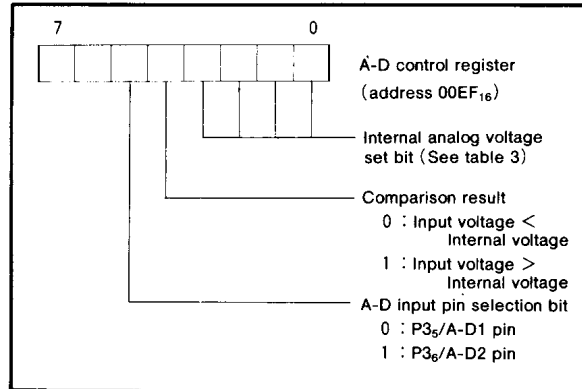 7 0
A-D control register
(address 00EF₁₆)
Internal analog voltage
set bit (See table 3)
Comparison result
0 : Input voltage <
Internal voltage
1 : Input voltage >
Internal voltage
A-D input pin selection bit
0 : P3₅/A-D1 pin
1 : P3₆/A-D2 pin